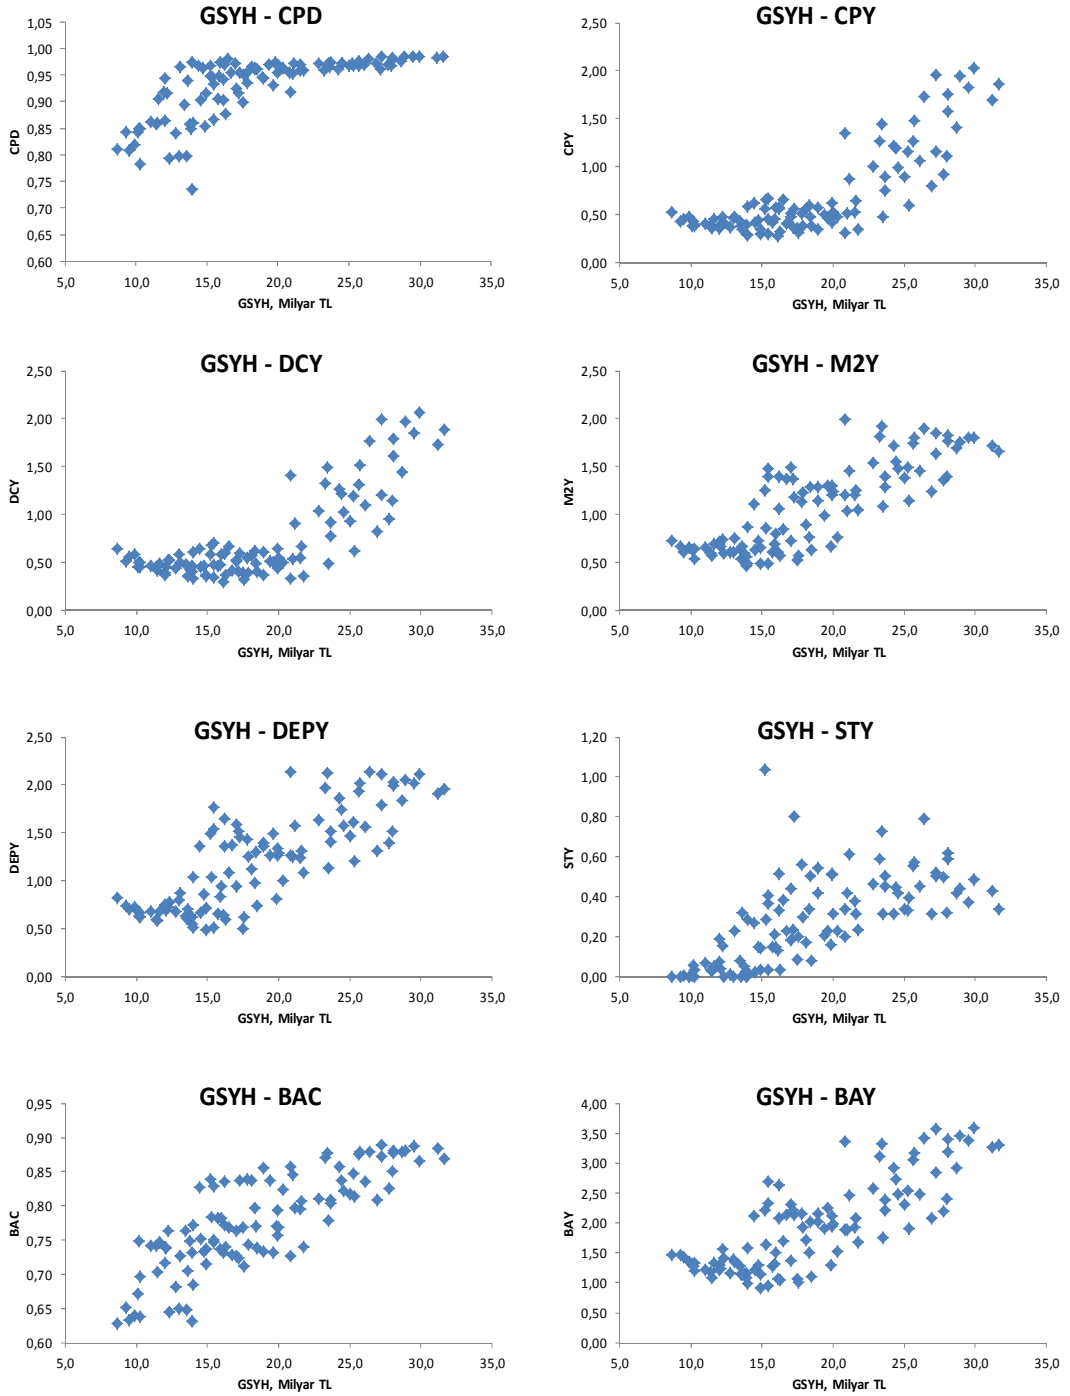 GSYH - CPD
1,05
1,00
0,95
0,90
0,85
0,80
0,75
0,70
0,65
0,60
CPD
5,0 10,0 15,0 20,0 25,0 30,0 35,0
GSYH, Milyar TL
GSYH - CPY
2,50
2,00
1,50
1,00
0,50
0,00
CPY
5,0 10,0 15,0 20,0 25,0 30,0 35,0
GSYH, Milyar TL
GSYH - DCY
2,50
2,00
1,50
1,00
0,50
0,00
DCY
5,0 10,0 15,0 20,0 25,0 30,0 35,0
GSYH, Milyar TL
GSYH - M2Y
2,50
2,00
1,50
1,00
0,50
0,00
M2Y
5,0 10,0 15,0 20,0 25,0 30,0 35,0
GSYH, Milyar TL
GSYH - DEPY
2,50
2,00
1,50
1,00
0,50
0,00
DEPY
5,0 10,0 15,0 20,0 25,0 30,0 35,0
GSYH, Milyar TL
GSYH - STY
1,20
1,00
0,80
0,60
0,40
0,20
0,00
STY
5,0 10,0 15,0 20,0 25,0 30,0 35,0
GSYH, Milyar TL
GSYH - BAC
0,95
0,90
0,85
0,80
0,75
0,70
0,65
0,60
BAC
5,0 10,0 15,0 20,0 25,0 30,0 35,0
GSYH, Milyar TL
GSYH - BAY
4,00
3,50
3,00
2,50
2,00
1,50
1,00
0,50
0,00
BAY
5,0 10,0 15,0 20,0 25,0 30,0 35,0
GSYH, Milyar TL